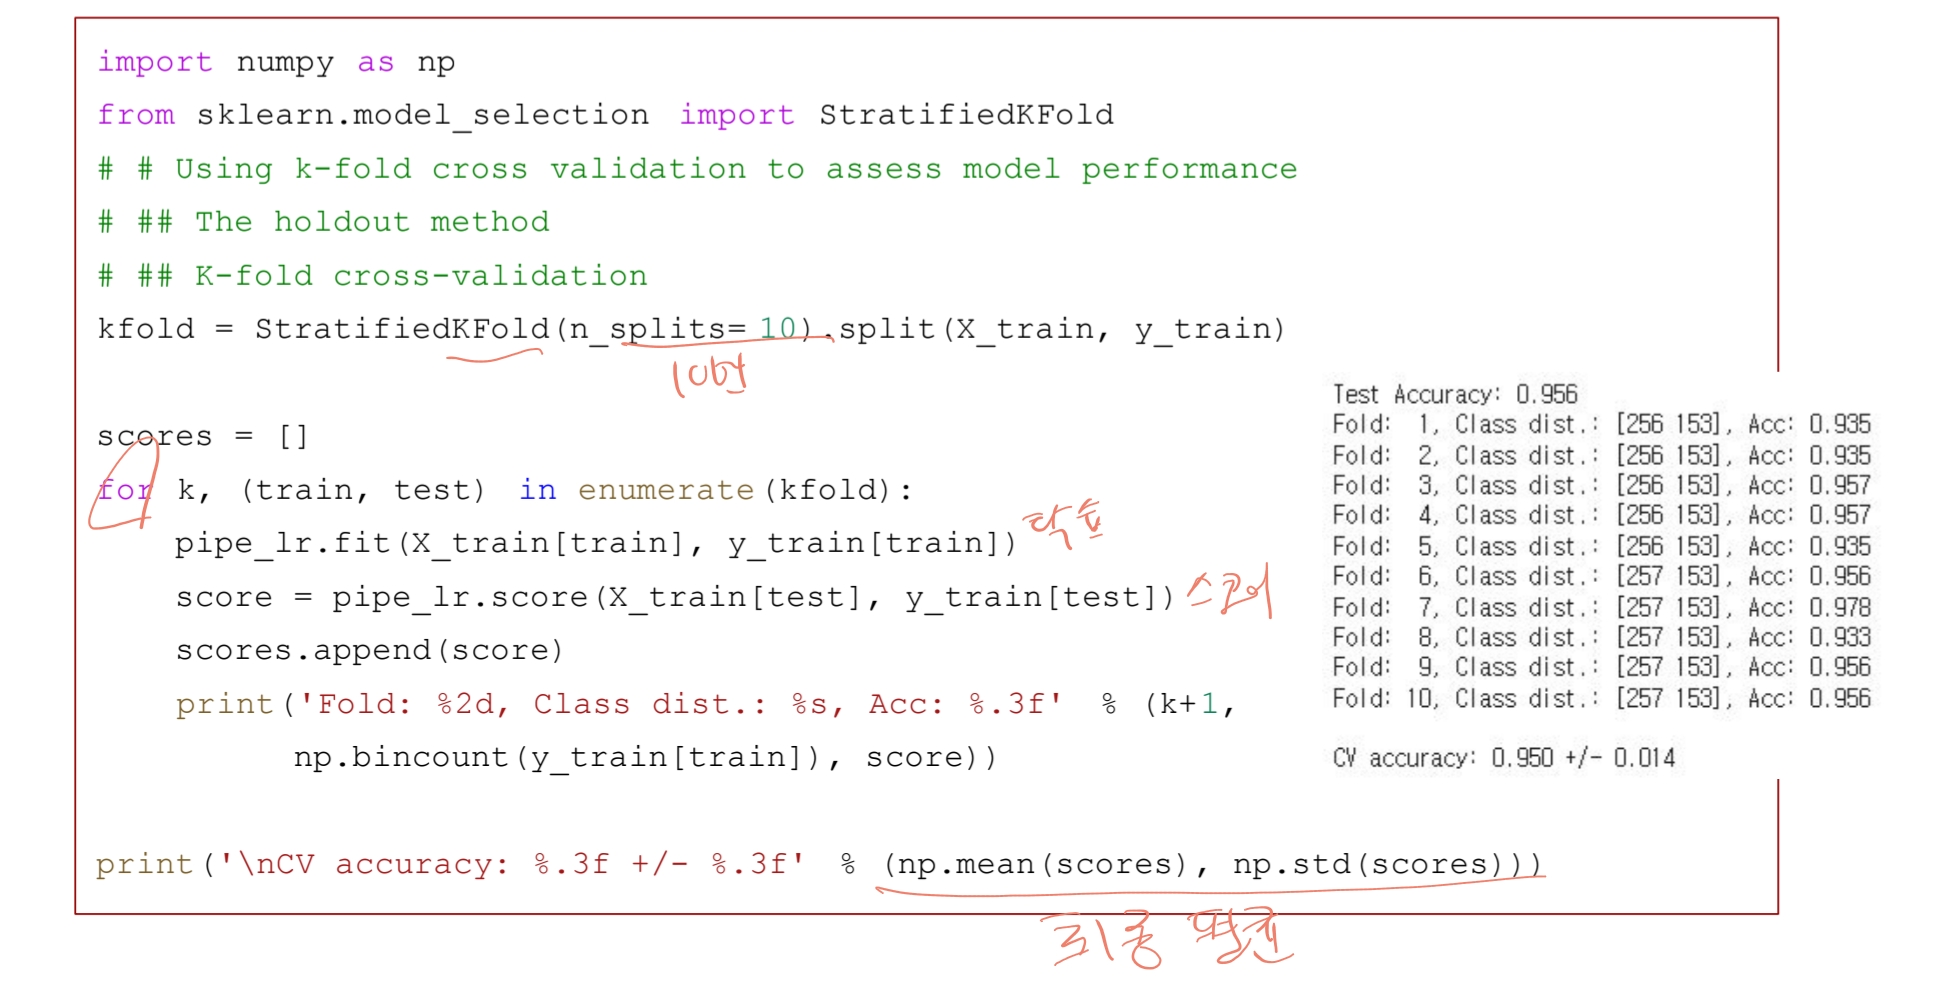 import numpy as np
from sklearn.model_selection import StratifiedKFold
# # Using k-fold cross validation to assess model performance
# ## The holdout method
# ## K-fold cross-validation
kfold = StratifiedKFold(n_splits= 10).split(X_train, y_train)
10번
scores = []
for k, (train, test) in enumerate(kfold):
pipe_lr.fit(X_train[train], y_train[train]) 학습
score = pipe_lr.score(X_train[test], y_train[test]) 스코어
scores.append(score)
print('Fold: %2d, Class dist.: %s, Acc: %.3f' % (k+1,
np.bincount(y_train[train]), score))
print('\nCV accuracy: %.3f +/- %.3f' % (np.mean(scores), np.std(scores)))
최종 평균
Test Accuracy: 0.956
Fold: 1, Class dist.: [256 153], Acc: 0.935
Fold: 2, Class dist.: [256 153], Acc: 0.935
Fold: 3, Class dist.: [256 153], Acc: 0.957
Fold: 4, Class dist.: [256 153], Acc: 0.957
Fold: 5, Class dist.: [256 153], Acc: 0.935
Fold: 6, Class dist.: [257 153], Acc: 0.956
Fold: 7, Class dist.: [257 153], Acc: 0.978
Fold: 8, Class dist.: [257 153], Acc: 0.933
Fold: 9, Class dist.: [257 153], Acc: 0.956
Fold: 10, Class dist.: [257 153], Acc: 0.956
CV accuracy: 0.950 +/- 0.014